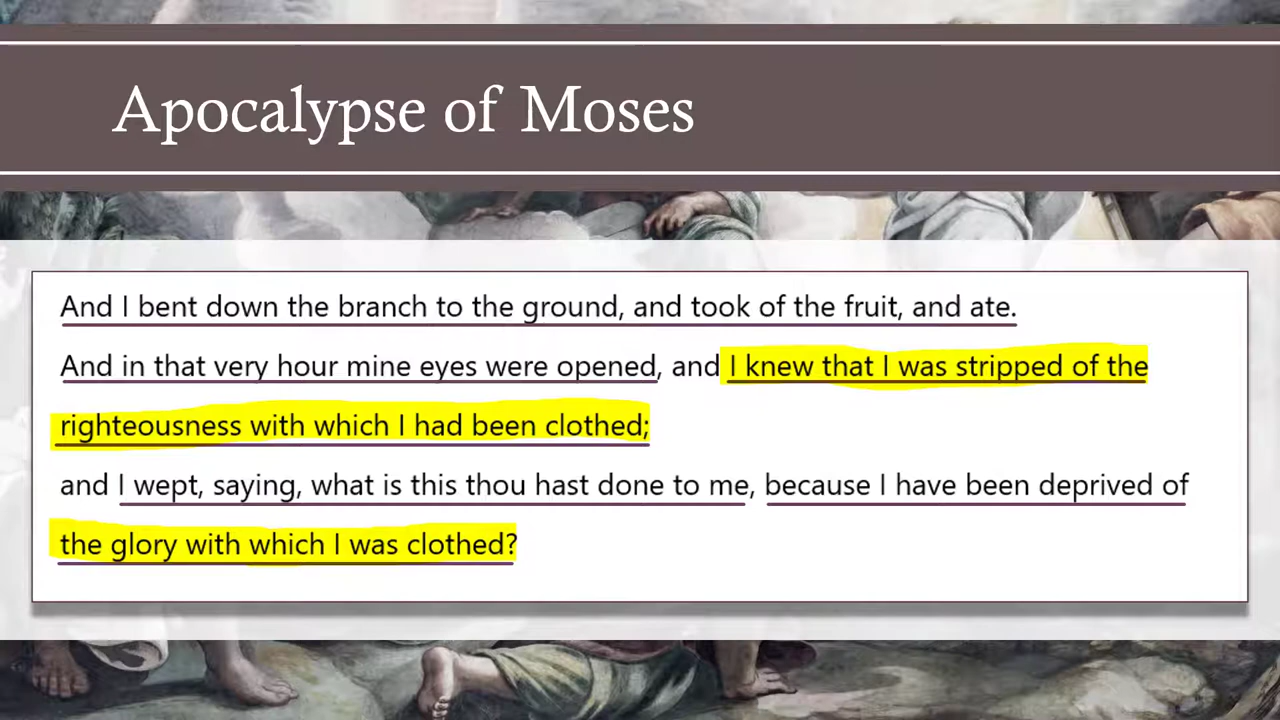 Apocalypse of Moses
And I bent down the branch to the ground, and took of the fruit, and ate.
And in that very hour mine eyes were opened, and I knew that I was stripped of the
righteousness with which I had been clothed;
and I wept, saying, what is this thou hast done to me, because I have been deprived of
the glory with which I was clothed?